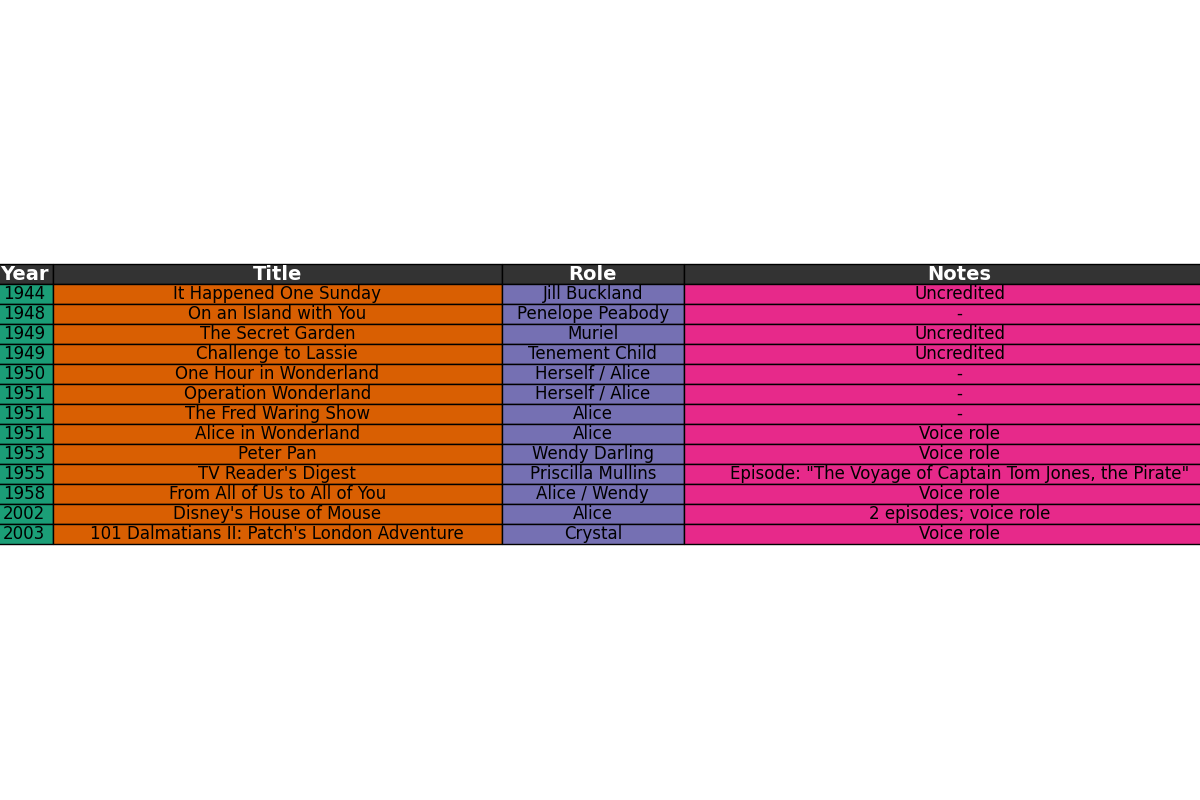 Year Title Role Notes
1944 It Happened One Sunday Jill Buckland Uncredited
1948 On an Island with You Penelope Peabody -
1949 The Secret Garden Muriel Uncredited
1949 Challenge to Lassie Tenement Child Uncredited
1950 One Hour in Wonderland Herself / Alice -
1951 Operation Wonderland Herself / Alice -
1951 The Fred Waring Show Alice -
1951 Alice in Wonderland Alice Voice role
1953 Peter Pan Wendy Darling Voice role
1955 TV Reader's Digest Priscilla Mullins Episode: "The Voyage of Captain Tom Jones, the Pirate"
1958 From All of Us to All of You Alice / Wendy Voice role
2002 Disney's House of Mouse Alice 2 episodes; voice role
2003 101 Dalmatians II: Patch's London Adventure Crystal Voice role